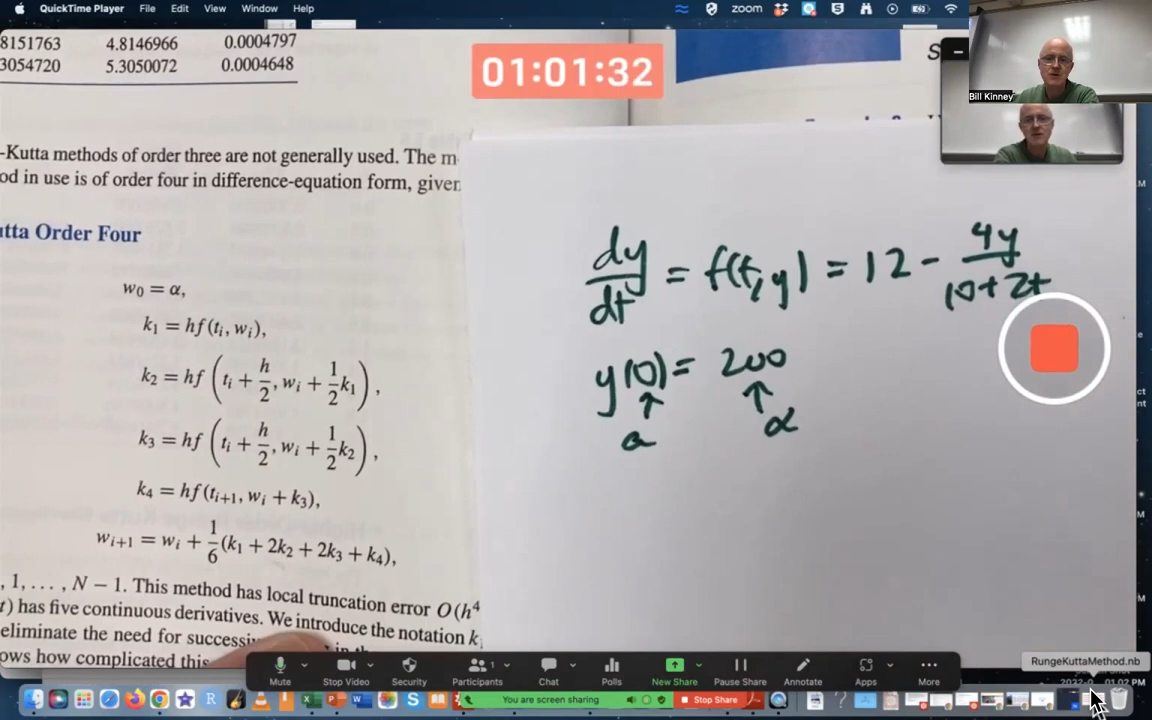 QuickTime Player File Edit View Window Help zoom
8151763 4.8146966 0.0004797
3054720 5.3050072 0.0004648
01:01:32
S
Bill Kinney
-Kutta methods of order three are not generally used. The m
od in use is of order four in difference-equation form, given
utta Order Four
w₀ = α,
k₁ = hf(tᵢ, wᵢ),
k₂ = hf(tᵢ + h/2, wᵢ + 1/2 k₁),
k₃ = hf(tᵢ + h/2, wᵢ + 1/2 k₂),
k₄ = hf(tᵢ₊₁, wᵢ + k₃),
wᵢ₊₁ = wᵢ + 1/6 (k₁ + 2k₂ + 2k₃ + k₄),
, 1, . . . , N − 1. This method has local truncation error O(h⁴
t) has five continuous derivatives. We introduce the notation k
eliminate the need for successi in th
ows how complicated this
dy/dt = f(t,y) = 12 - 4y/10+2t
y(0) = 200
↑ ↑
a α
RungeKuttaMethod.nb
01:02 PM
Mute Stop Video Security Participants 1 Chat Polls New Share Pause Share Annotate Apps More
You are screen sharing Stop Share